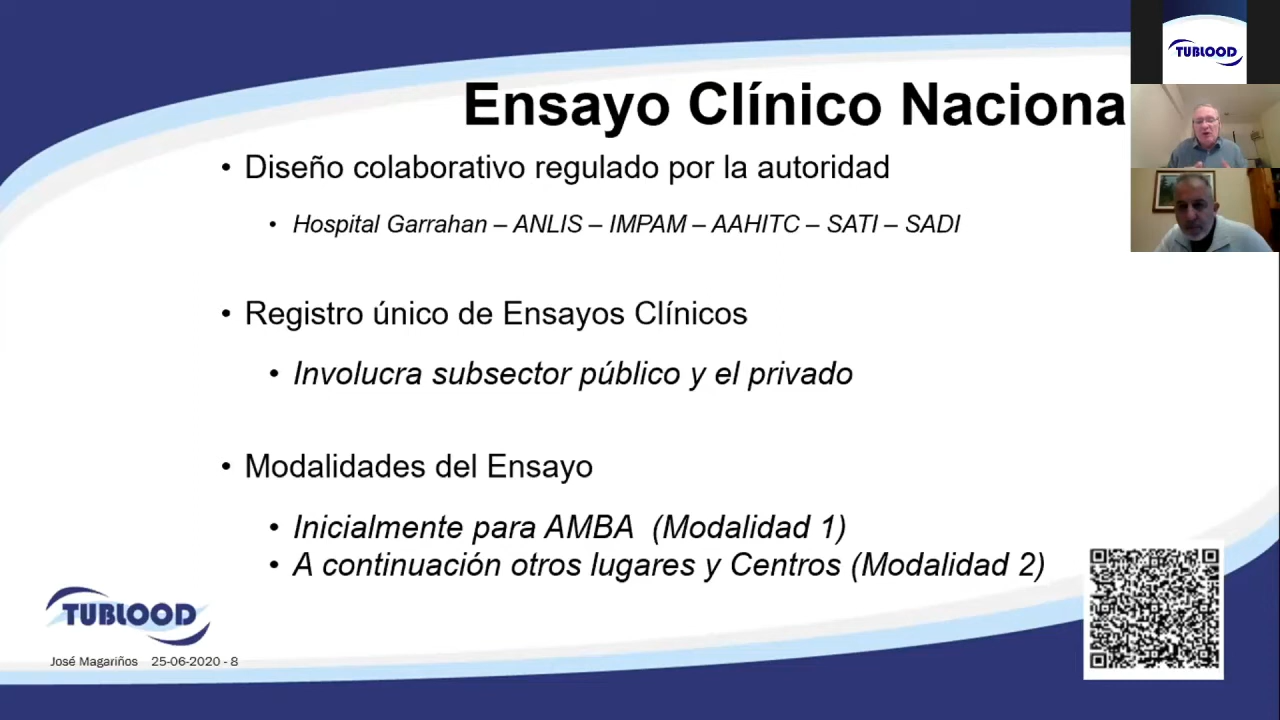 Ensayo Clínico Naciona
• Diseño colaborativo regulado por la autoridad
• Hospital Garrahan – ANLIS – IMPAM – AAHITC – SATI – SADI
• Registro único de Ensayos Clínicos
• Involucra subsector público y el privado
• Modalidades del Ensayo
• Inicialmente para AMBA (Modalidad 1)
• A continuación otros lugares y Centros (Modalidad 2)
TUBLOOD
José Magariños 25-06-2020 - 8
TUBLOOD